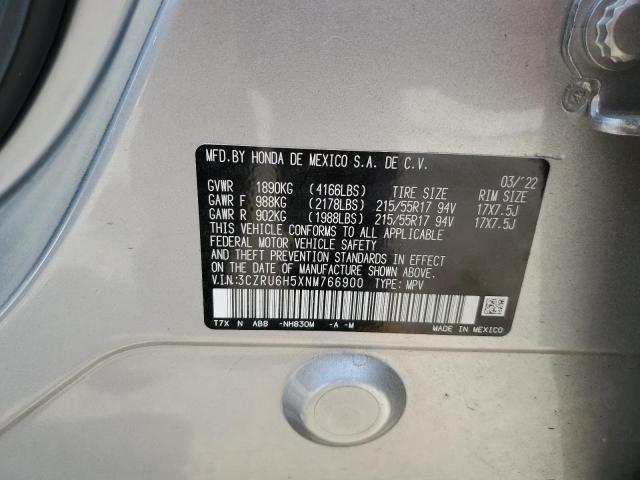 MFD.BY HONDA DE MEXICO S.A. DE C.V.
03/'22
GVWR 1890KG (4166LBS) TIRE SIZE RIM SIZE
GAWR F 988KG (2178LBS) 215/55R17 94V 17X7.5J
GAWR R 902KG (1988LBS) 215/55R17 94V 17X7.5J
THIS VEHICLE CONFORMS TO ALL APPLICABLE
FEDERAL MOTOR VEHICLE SAFETY
AND THEFT PREVENTION STANDARDS IN EFFECT
ON THE DATE OF MANUFACTURE SHOWN ABOVE.
V.I.N:3CZRU6H5XNM766900 TYPE: MPV
T7X N ABB -NH830M -A -M MADE IN MEXICO